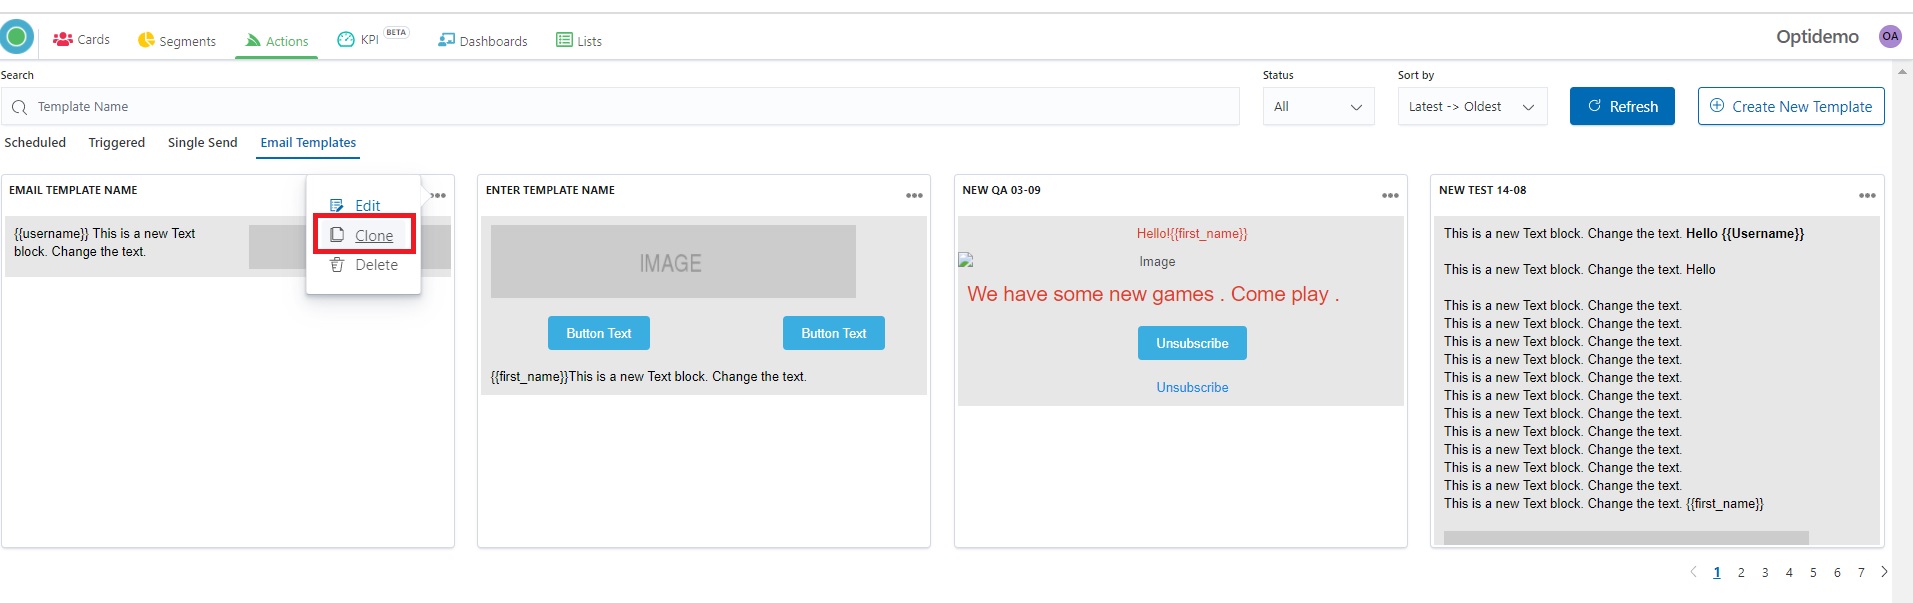 Cards
Segments
Actions
KPI BETA
Dashboards
Lists
Optidemo
OA
Search
Status
Sort by
Template Name
All
Latest -> Oldest
Refresh
Create New Template
Scheduled
Triggered
Single Send
Email Templates
EMAIL TEMPLATE NAME
{{username}} This is a new Text
block. Change the text.
Edit
Clone
Delete
ENTER TEMPLATE NAME
IMAGE
Button Text
Button Text
{{first_name}}This is a new Text block. Change the text.
NEW QA 03-09
Hello!{{first_name}}
Image
We have some new games . Come play .
Unsubscribe
Unsubscribe
NEW TEST 14-08
This is a new Text block. Change the text. Hello {{Username}}
This is a new Text block. Change the text. Hello
This is a new Text block. Change the text.
This is a new Text block. Change the text.
This is a new Text block. Change the text.
This is a new Text block. Change the text.
This is a new Text block. Change the text.
This is a new Text block. Change the text.
This is a new Text block. Change the text.
This is a new Text block. Change the text.
This is a new Text block. Change the text.
This is a new Text block. Change the text.
This is a new Text block. Change the text.
This is a new Text block. Change the text. {{first_name}}
1 2 3 4 5 6 7